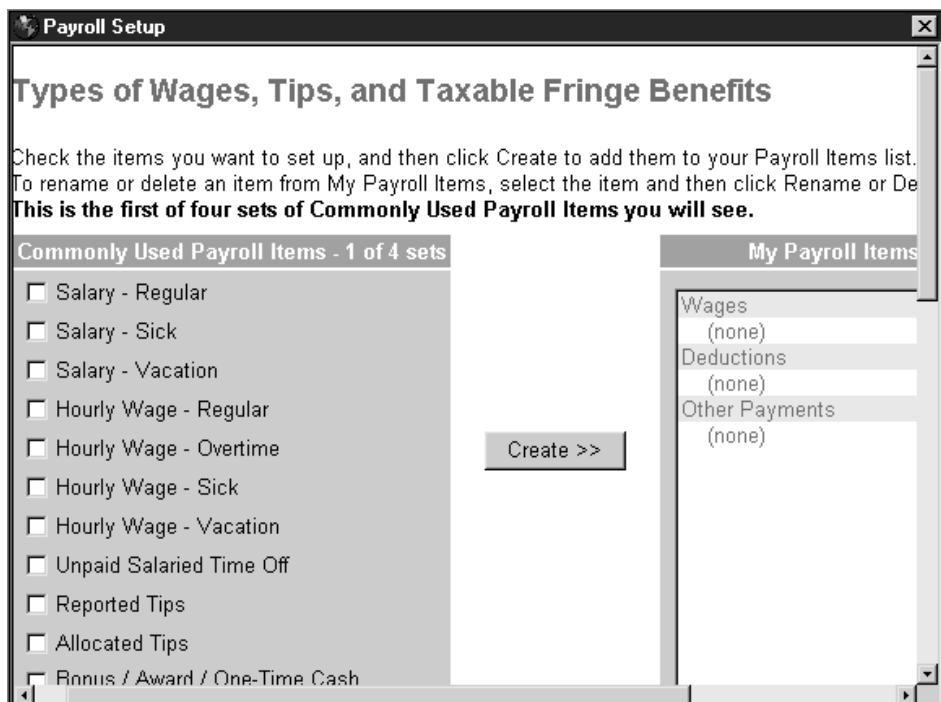 Payroll Setup
Types of Wages, Tips, and Taxable Fringe Benefits
Check the items you want to set up, and then click Create to add them to your Payroll Items list.
To rename or delete an item from My Payroll Items, select the item and then click Rename or De
This is the first of four sets of Commonly Used Payroll Items you will see.
Commonly Used Payroll Items - 1 of 4 sets
Salary - Regular
Salary - Sick
Salary - Vacation
Hourly Wage - Regular
Hourly Wage - Overtime
Hourly Wage - Sick
Hourly Wage - Vacation
Unpaid Salaried Time Off
Reported Tips
Allocated Tips
Bonus / Award / One-Time Cash
Create >>
My Payroll Items
Wages
(none)
Deductions
(none)
Other Payments
(none)